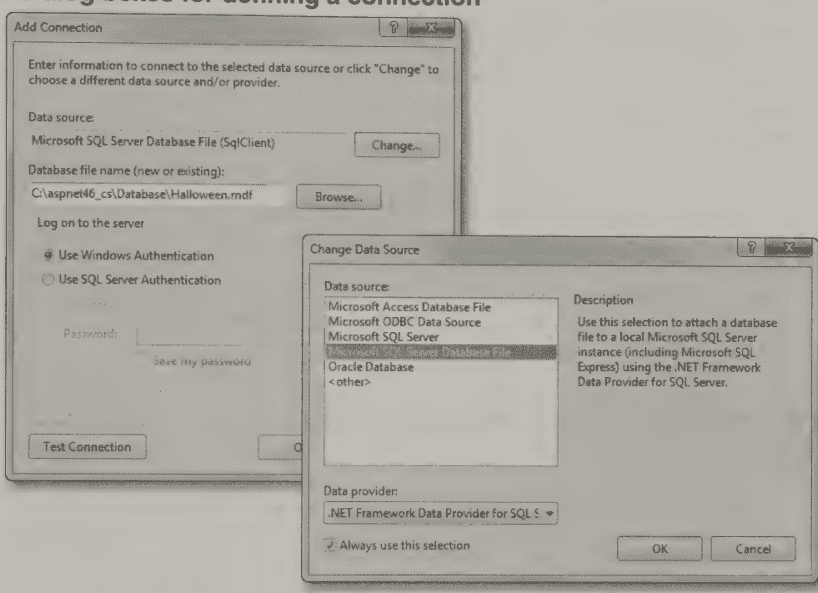 boxes for defining a connection
Add Connection
Enter information to connect to the selected data source or click "Change" to
choose a different data source and/or provider.
Data source:
Microsoft SQL Server Database File (SqlClient)
Change...
Database file name (new or existing):
C:\aspnet46_cs\Database\Halloween.mdf
Browse...
Log on to the server
Use Windows Authentication
Use SQL Server Authentication
Password:
Save my password
Test Connection
Change Data Source
Data source:
Microsoft Access Database File
Microsoft ODBC Data Source
Microsoft SQL Server
Microsoft SQL Server Database File
Oracle Database
<other>
Description
Use this selection to attach a database
file to a local Microsoft SQL Server
instance (including Microsoft SQL
Express) using the .NET Framework
Data Provider for SQL Server.
Data provider:
.NET Framework Data Provider for SQL S
Always use this selection
OK
Cancel